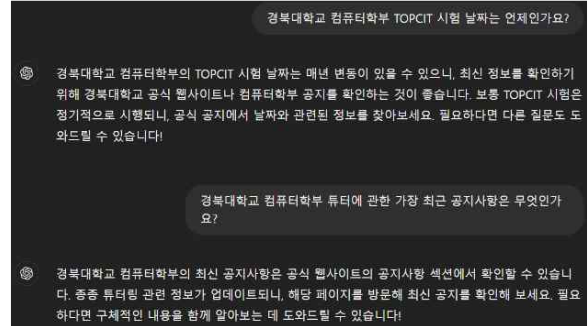 경북대학교 컴퓨터학부 TOPCIT 시험 날짜는 언제인가요?
경북대학교 컴퓨터학부의 TOPCIT 시험 날짜는 매년 변동이 있을 수 있으니, 최신 정보를 확인하기
위해 경북대학교 공식 웹사이트나 컴퓨터학부 공지를 확인하는 것이 좋습니다. 보통 TOPCIT 시험은
정기적으로 시행되니, 공식 공지에서 날짜와 관련된 정보를 찾아보세요. 필요하다면 다른 질문도 도
와드릴 수 있습니다!
경북대학교 컴퓨터학부 튜터에 관한 가장 최근 공지사항은 무엇인가
요?
경북대학교 컴퓨터학부의 최신 공지사항은 공식 웹사이트의 공지사항 섹션에서 확인할 수 있습니
다. 종종 튜터링 관련 정보가 업데이트되니, 해당 페이지를 방문해 최신 공지를 확인해 보세요. 필요
하다면 구체적인 내용을 함께 알아보는 데 도와드릴 수 있습니다!